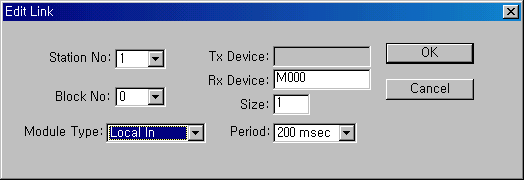 Edit Link
Station No: 1
Tx Device:
OK
Rx Device: M000
Block No: 0
Cancel
Size: 1
Module Type: Local In
Period: 200 msec